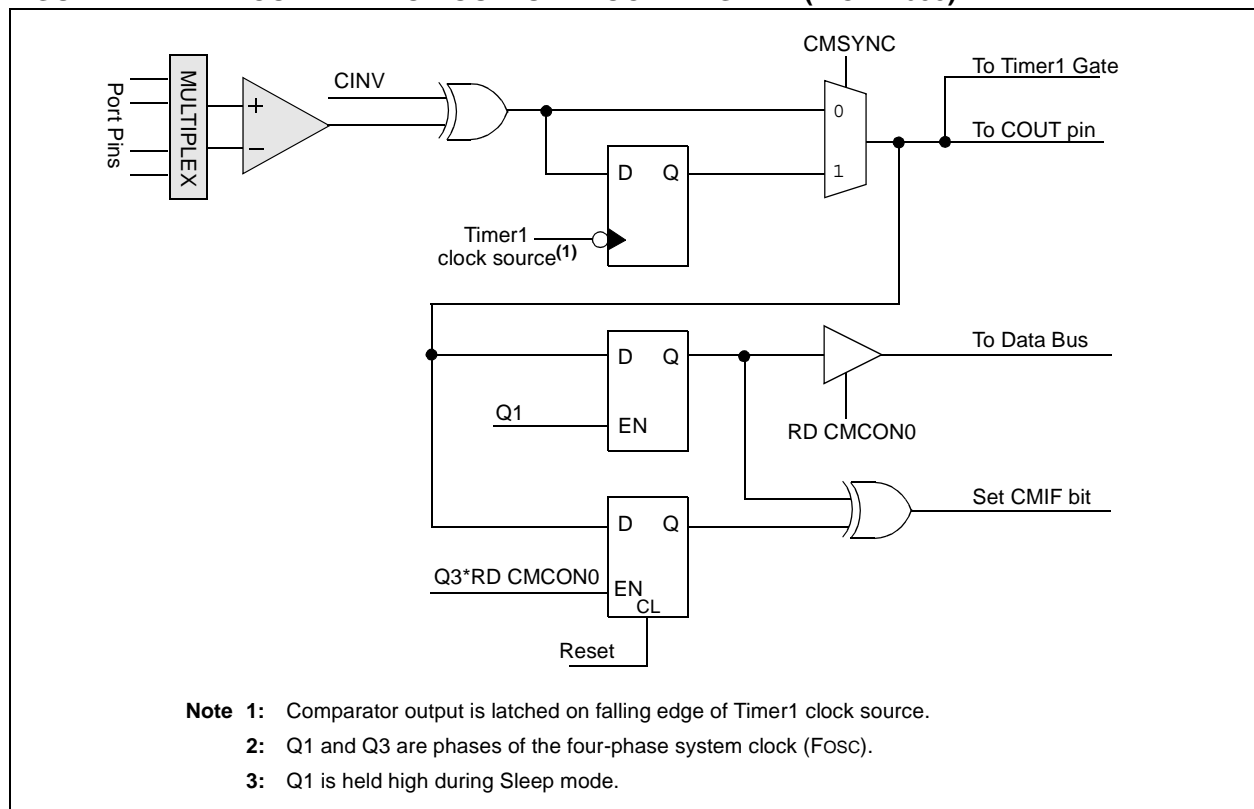 CMSYNC
To Timer1 Gate
To COUT pin
CINV
MULTIPLEX
Port Pins
+
−
0
1
D Q
Timer1
clock source(1)
D Q
Q1
EN
To Data Bus
RD CMCON0
D Q
Set CMIF bit
Q3*RD CMCON0
EN
CL
Reset
Note 1: Comparator output is latched on falling edge of Timer1 clock source.
2: Q1 and Q3 are phases of the four-phase system clock (FOSC).
3: Q1 is held high during Sleep mode.